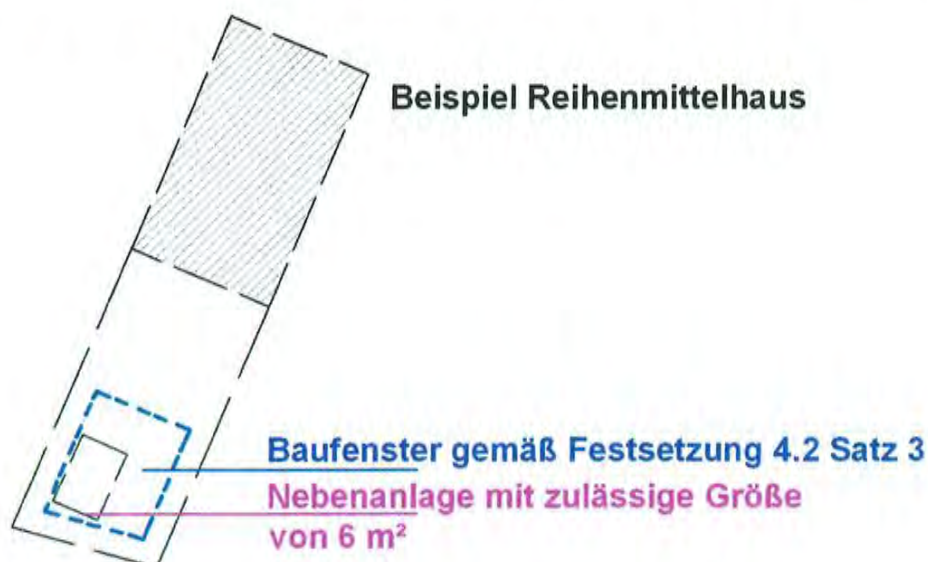 Beispiel Reihenmittelhaus
Baufenster gemäß Festsetzung 4.2 Satz 3
Nebenanlage mit zulässige Größe
von 6 m²